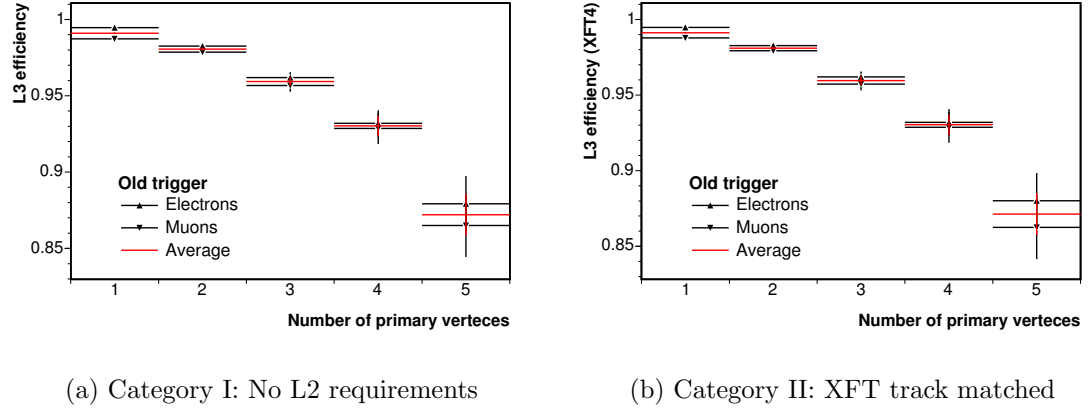 L3 efficiency
1
0.95
0.9
0.85
Old trigger
Electrons
Muons
Average
1 2 3 4 5
Number of primary verteces
(a) Category I: No L2 requirements
L3 efficiency (XFT4)
1
0.95
0.9
0.85
Old trigger
Electrons
Muons
Average
1 2 3 4 5
Number of primary verteces
(b) Category II: XFT track matched